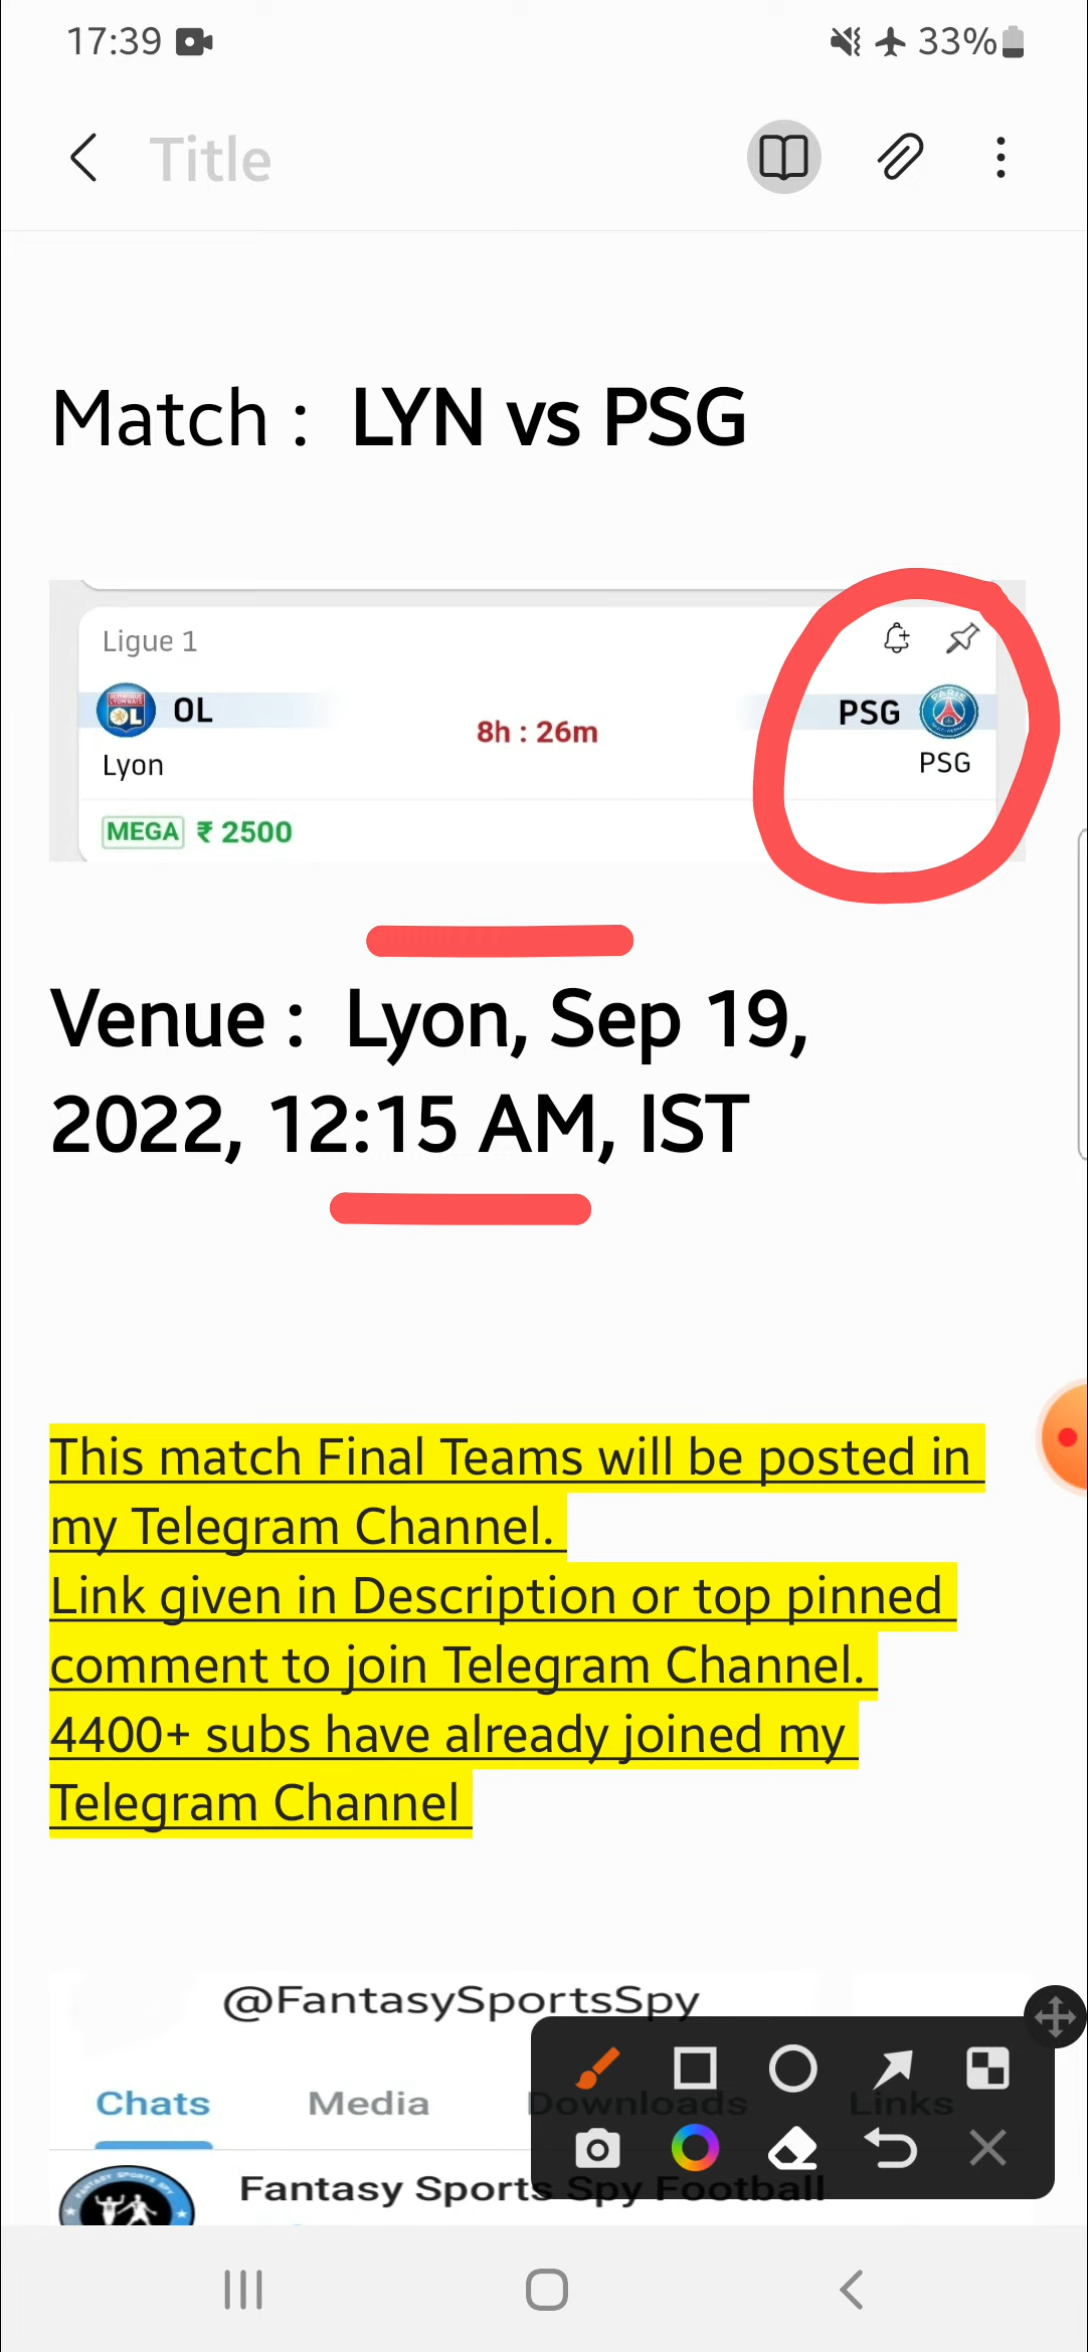 17:39
33%
Title
Match : LYN vs PSG
Ligue 1
OL
8h : 26m
PSG
Lyon
PSG
MEGA ₹ 2500
Venue : Lyon, Sep 19,
2022, 12:15 AM, IST
This match Final Teams will be posted in
my Telegram Channel.
Link given in Description or top pinned
comment to join Telegram Channel.
4400+ subs have already joined my
Telegram Channel
@FantasySportsSpy
Chats Media Downloads Links
Fantasy Sports Spy Football